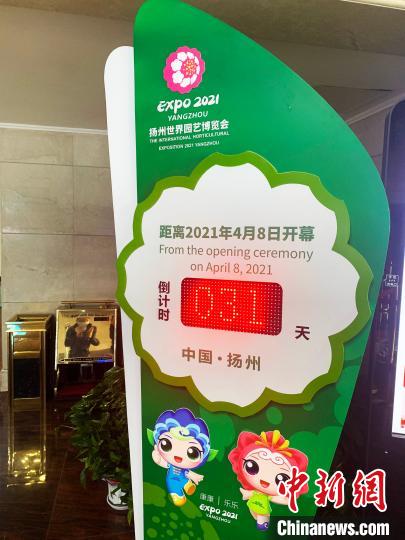 EXPO 2021
YANGZHOU
扬州世界园艺博览会
THE INTERNATIONAL HORTICULTURAL
EXPOSITION 2021 YANGZHOU
距离2021年4月8日开幕
From the opening ceremony
on April 8, 2021
倒计时
031
天
中国·扬州
康康 | 乐乐
EXPO 2021
YANGZHOU
中新网
Chinanews.com